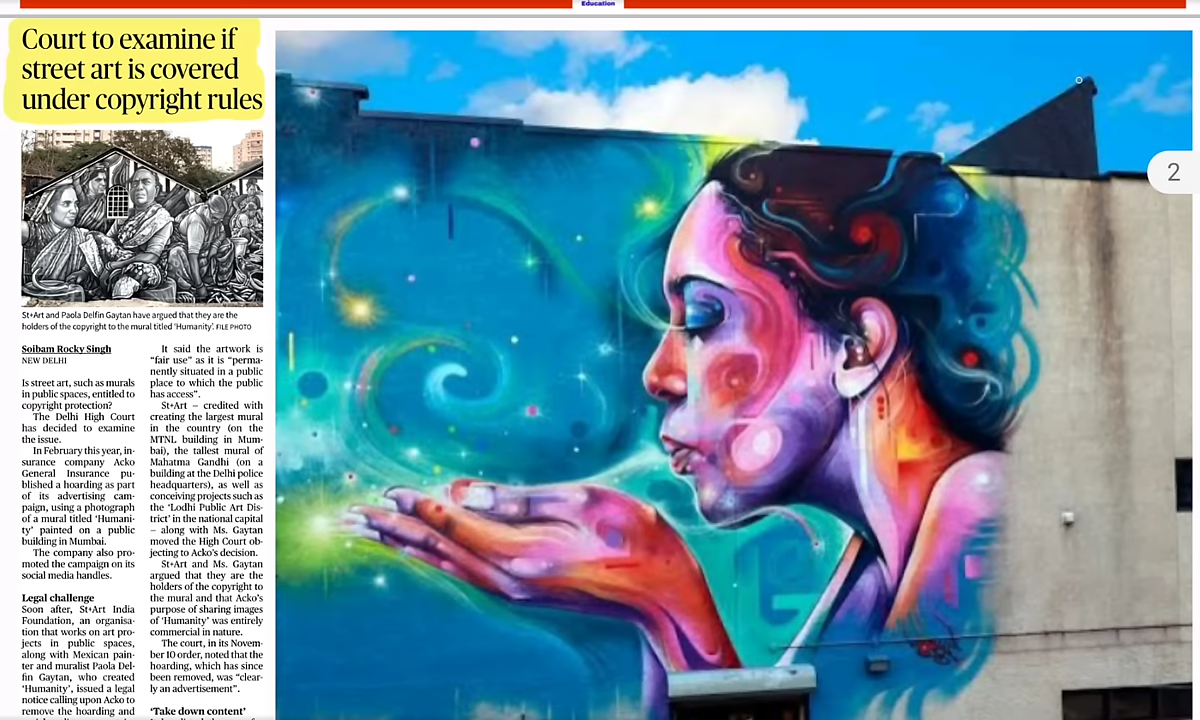 Education
Court to examine if
street art is covered
under copyright rules
2
St+Art and Paola Delfin Gaytan have argued that they are the
holders of the copyright to the mural titled 'Humanity'. FILE PHOTO
Soibam Rocky Singh
NEW DELHI
Is street art, such as murals
in public spaces, entitled to
copyright protection?
The Delhi High Court
has decided to examine
the issue.
In February this year, in-
surance company Acko
General Insurance pu-
blished a hoarding as part
of its advertising cam-
paign, using a photograph
of a mural titled 'Humani-
ty' painted on a public
building in Mumbai.
The company also pro-
moted the campaign on its
social media handles.
Legal challenge
Soon after, St+Art India
Foundation, an organisa-
tion that works on art pro-
jects in public spaces,
along with Mexican pain-
ter and muralist Paola Del-
fin Gaytan, who created
'Humanity', issued a legal
notice calling upon Acko to
remove the hoarding and
It said the artwork is
"fair use" as it is "perma-
nently situated in a public
place to which the public
has access".
St+Art – credited with
creating the largest mural
in the country (on the
MTNL building in Mum-
bai), the tallest mural of
Mahatma Gandhi (on a
building at the Delhi police
headquarters), as well as
conceiving projects such as
the 'Lodhi Public Art Dis-
trict' in the national capital
– along with Ms. Gaytan
moved the High Court ob-
jecting to Acko's decision.
St+Art and Ms. Gaytan
argued that they are the
holders of the copyright to
the mural and that Acko's
purpose of sharing images
of 'Humanity' was entirely
commercial in nature.
The court, in its Novem-
ber 10 order, noted that the
hoarding, which has since
been removed, was "clear-
ly an advertisement".
'Take down content'